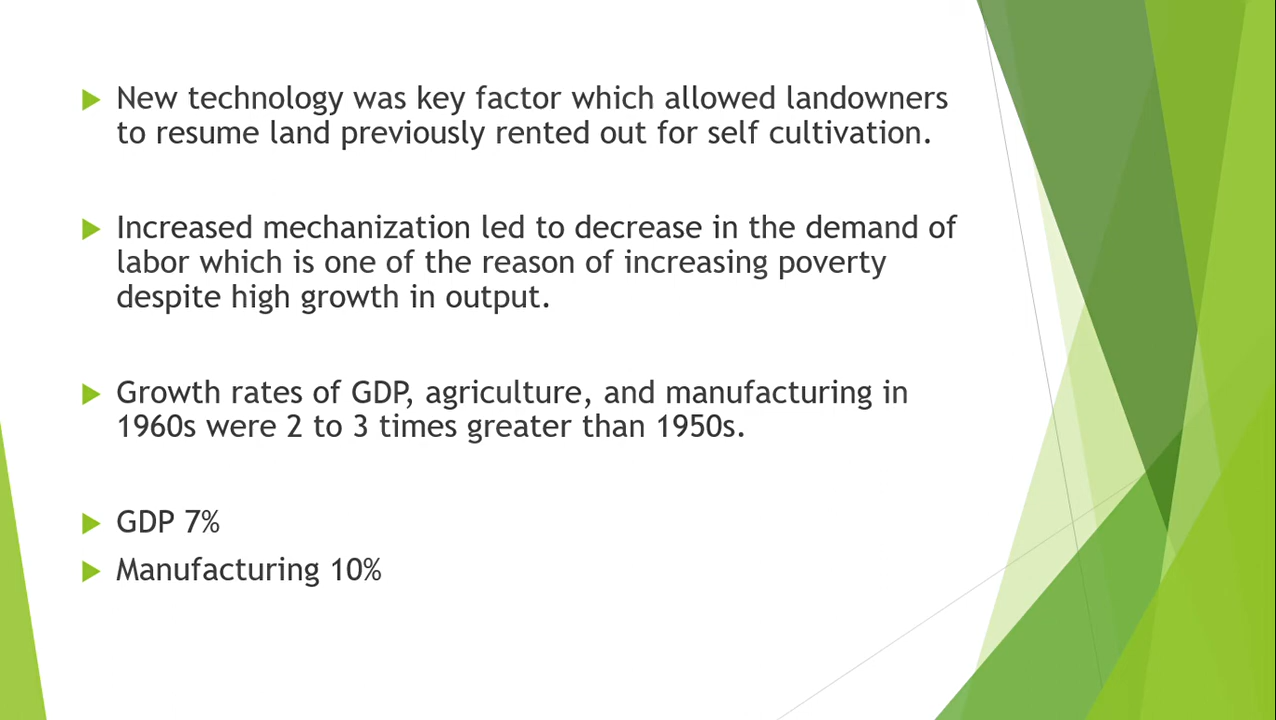 New technology was key factor which allowed landowners
to resume land previously rented out for self cultivation.
Increased mechanization led to decrease in the demand of
labor which is one of the reason of increasing poverty
despite high growth in output.
Growth rates of GDP, agriculture, and manufacturing in
1960s were 2 to 3 times greater than 1950s.
GDP 7%
Manufacturing 10%